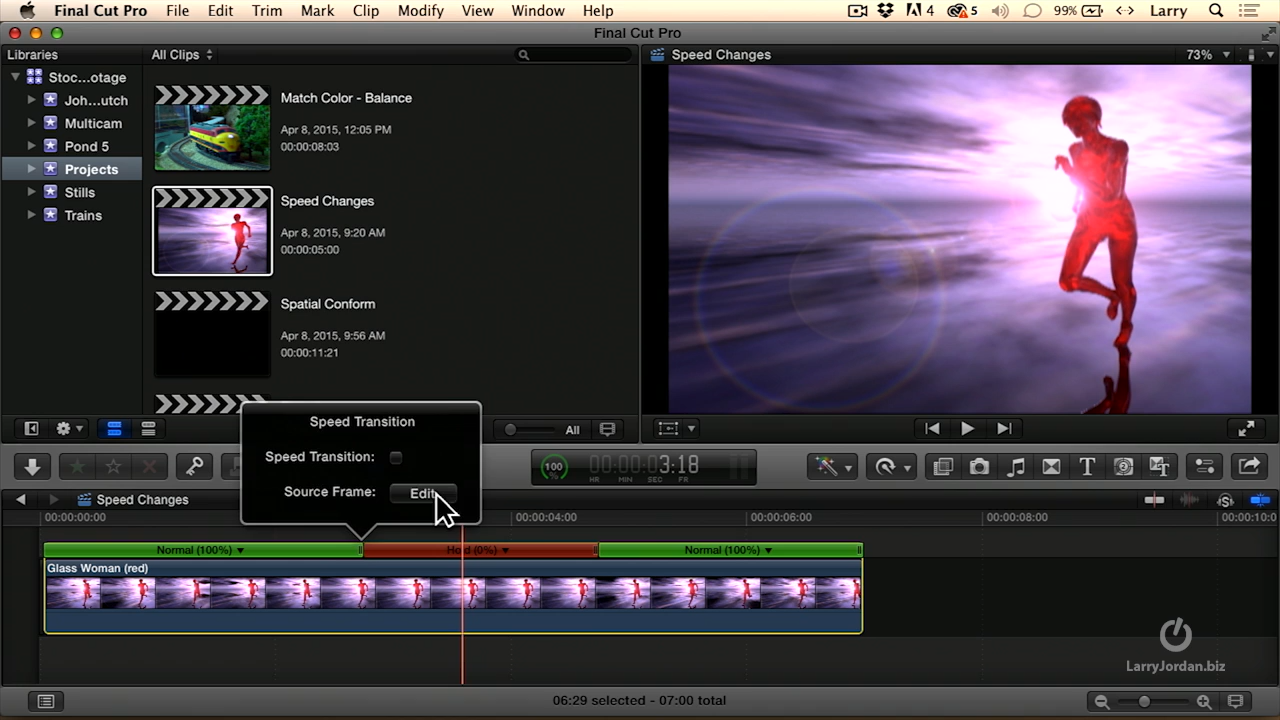 Final Cut Pro File Edit Trim Mark Clip Modify View Window Help 4 5 99% Larry
Final Cut Pro
Libraries
All Clips
Speed Changes
73%
Stoc...otage
Joh...utch
Multicam
Pond 5
Projects
Stills
Trains
Match Color - Balance
Apr 8, 2015, 12:05 PM
00:00:08:03
Speed Changes
Apr 8, 2015, 9:20 AM
00:00:05:00
Spatial Conform
Apr 8, 2015, 9:56 AM
00:00:11:21
All
Speed Transition
Speed Transition:
Source Frame: Edit
100
00:00:03:18
HR MIN SEC FR
Speed Changes
00:00:00:00
00:00:04:00
00:00:06:00
00:00:08:00
00:00:10:0
Normal (100%)
Hold (0%)
Normal (100%)
Glass Woman (red)
LarryJordan.biz
06:29 selected - 07:00 total